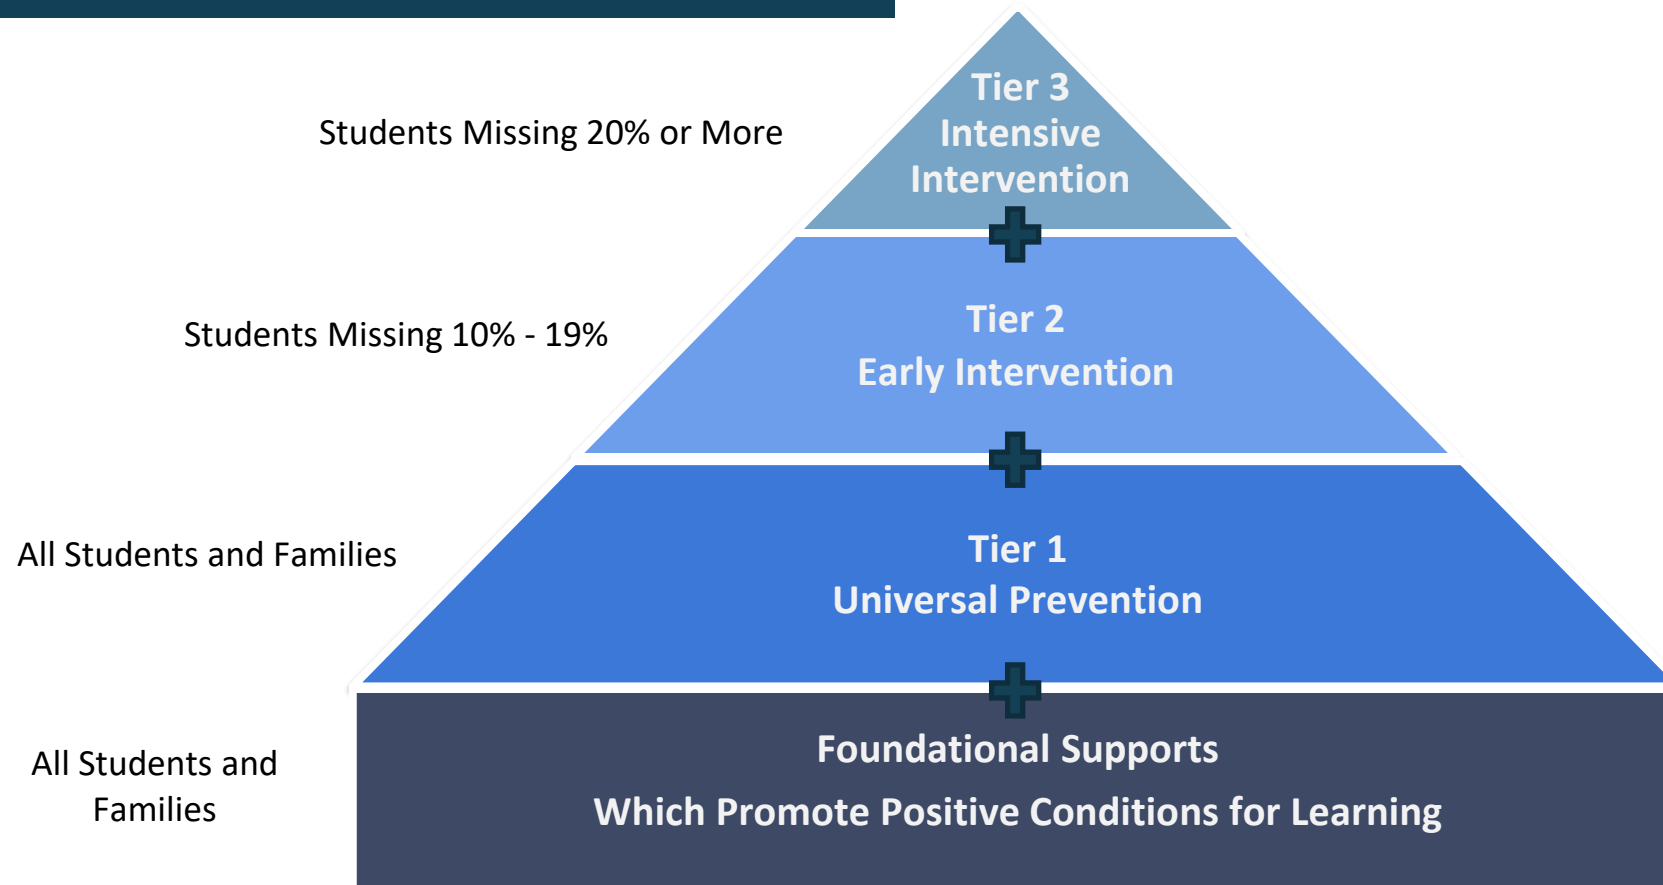 Tier 3
Intensive
Intervention
Students Missing 20% or More
Tier 2
Early Intervention
Students Missing 10% - 19%
Tier 1
Universal Prevention
All Students and Families
Foundational Supports
Which Promote Positive Conditions for Learning
All Students and
Families